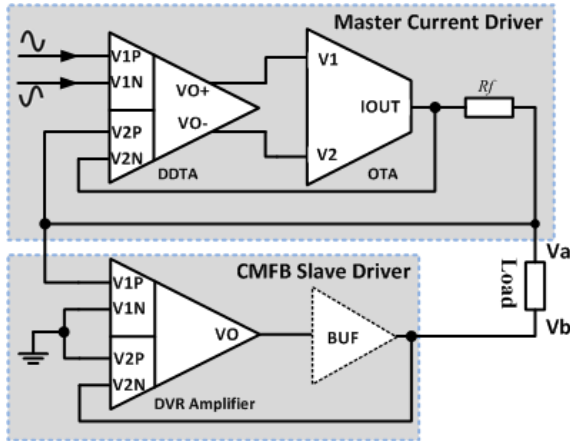 Master Current Driver
V1P
V1N
V2P
V2N
VO+
VO-
DDTA
V1
V2
IOUT
OTA
Rf
Va
Load
Vb
CMFB Slave Driver
V1P
V1N
V2P
V2N
VO
BUF
DVR Amplifier